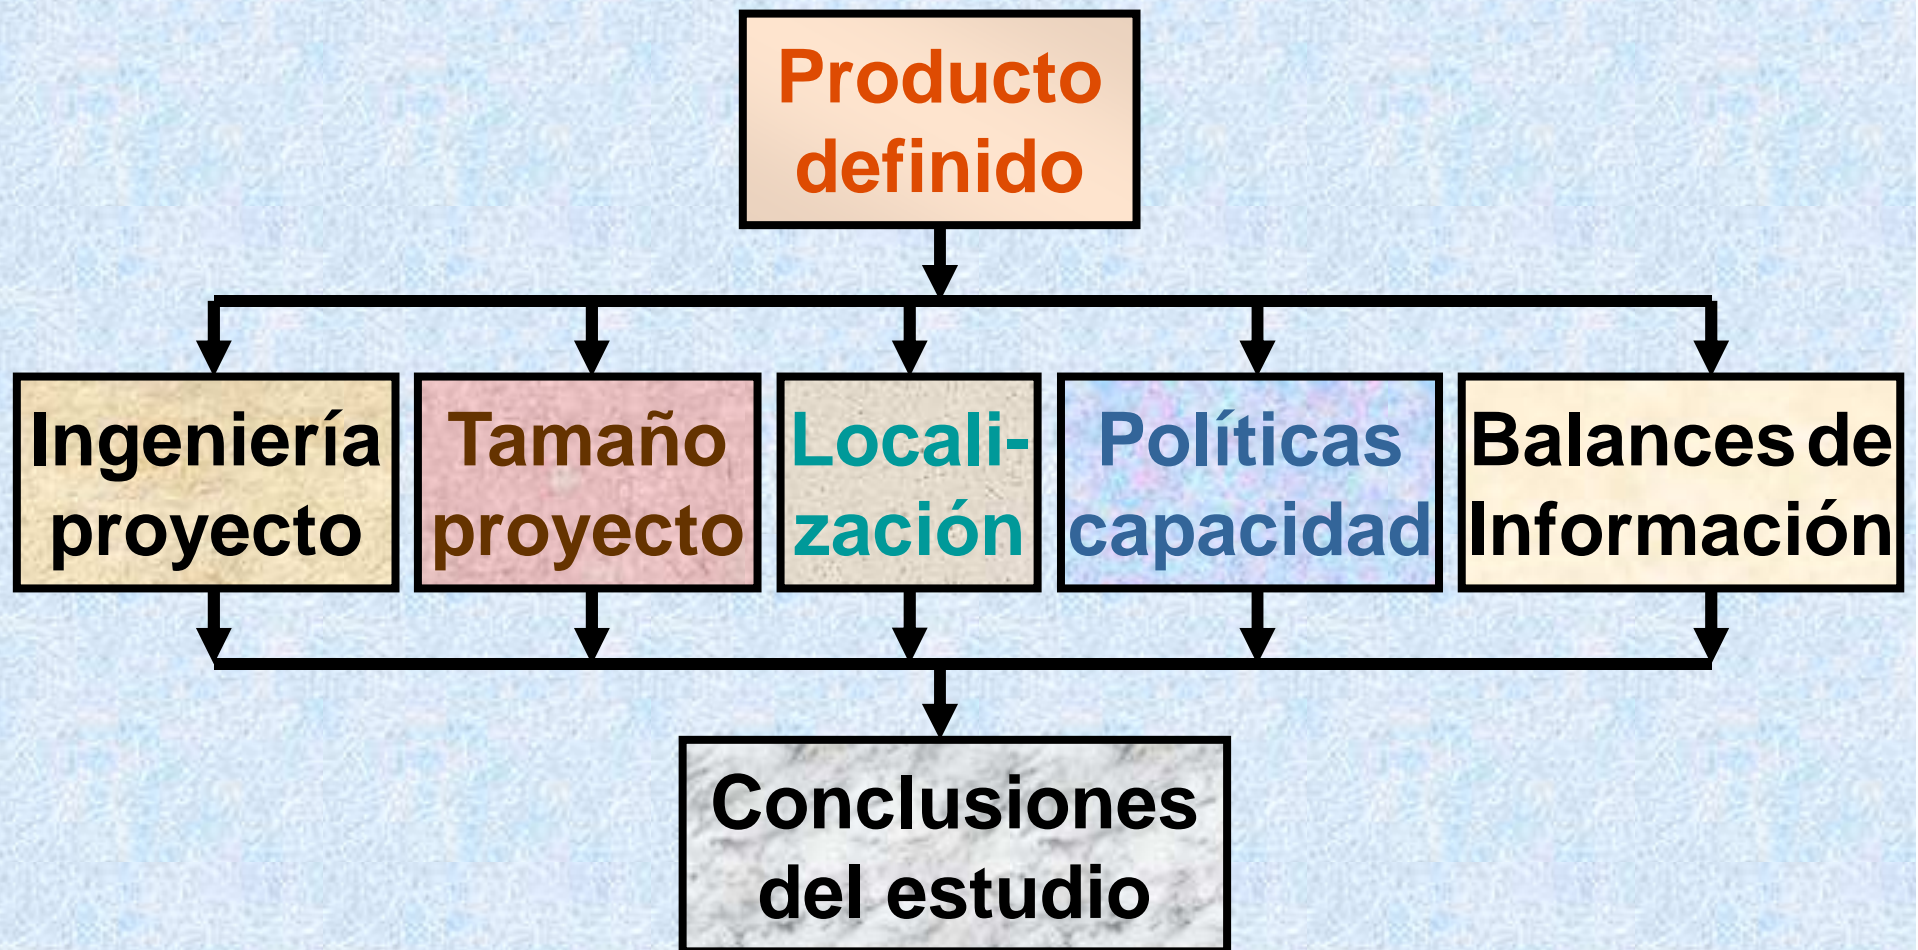 Producto
definido
Ingeniería
proyecto
Tamaño
proyecto
Locali-
zación
Políticas
capacidad
Balances de
Información
Conclusiones
del estudio